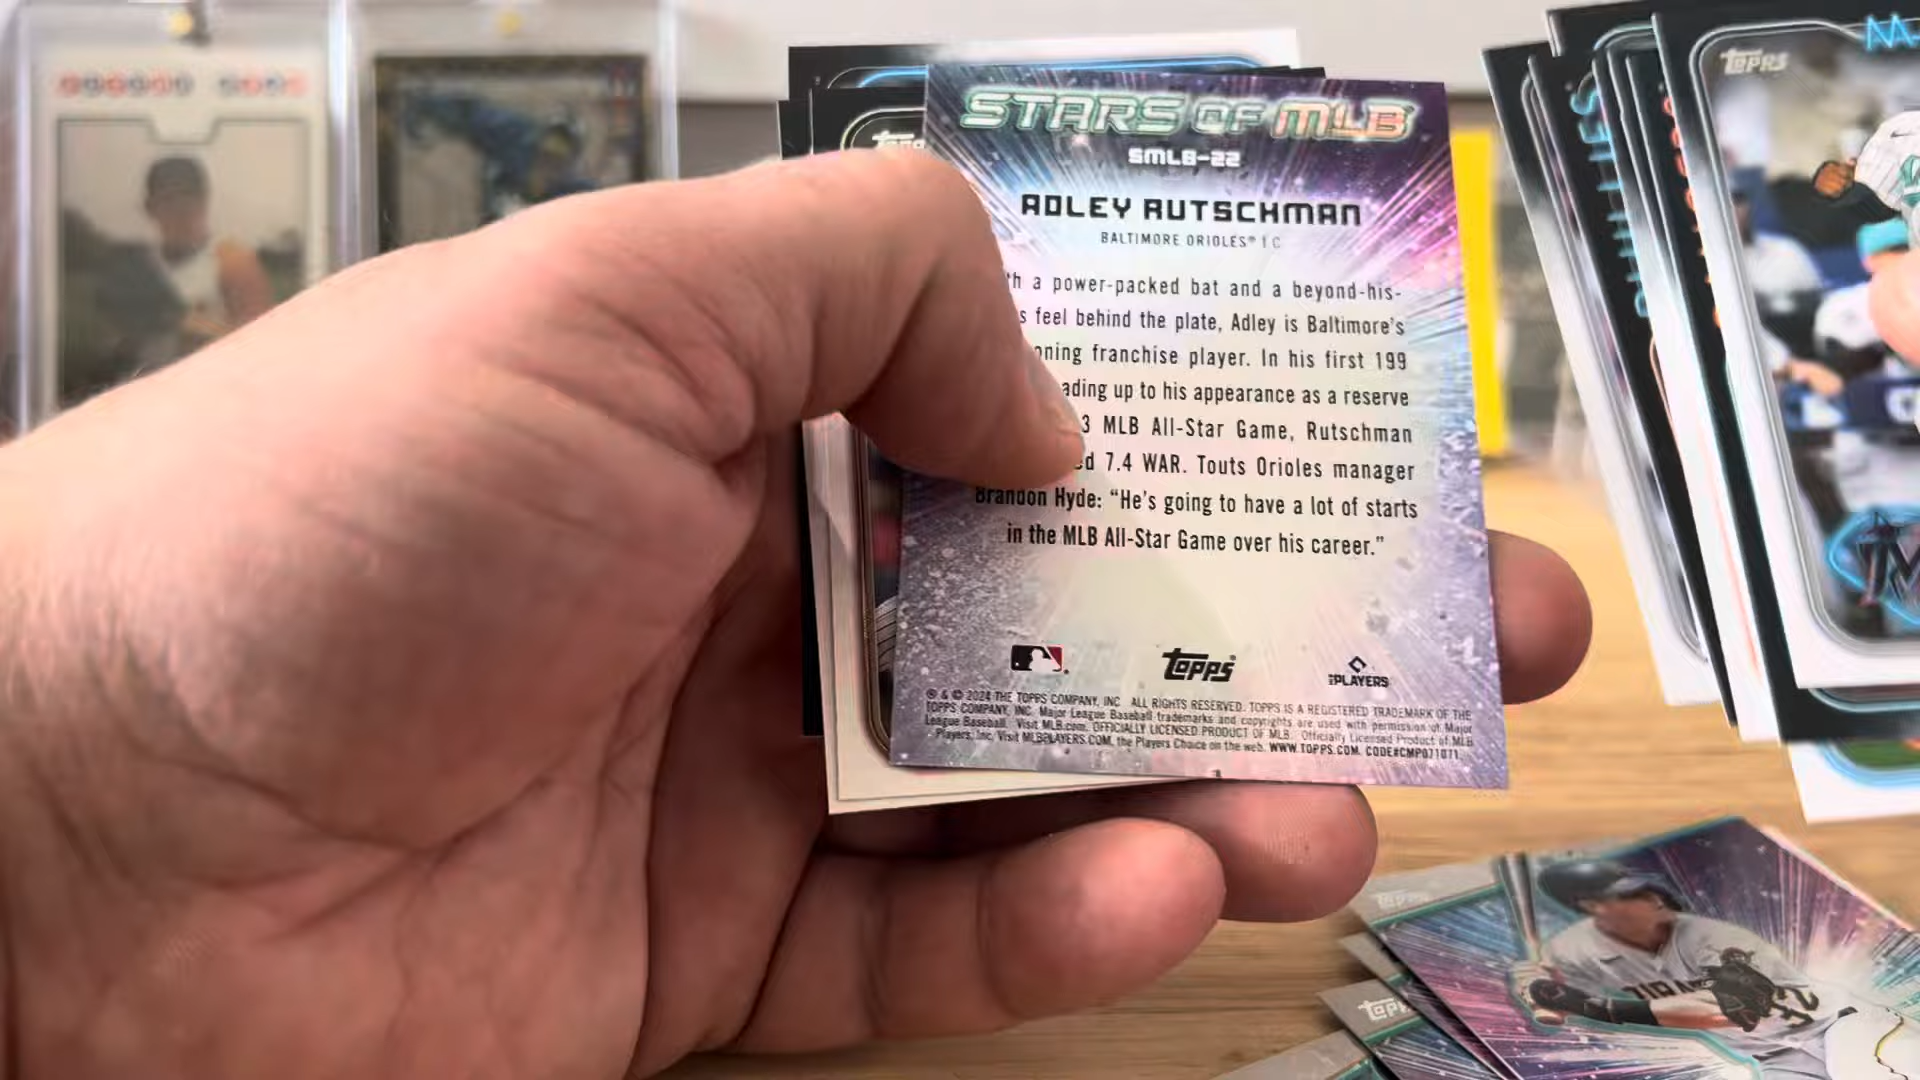 STARS OF MLB
SMLB-22
ADLEY RUTSCHMAN
BALTIMORE ORIOLES® | C
a power-packed bat and a beyond-his-
feel behind the plate, Adley is Baltimore's
franchise player. In his first 199
up to his appearance as a reserve
3 MLB All-Star Game, Rutschman
7.4 WAR. Touts Orioles manager
Brandon Hyde: "He's going to have a lot of starts
in the MLB All-Star Game over his career."
topps®
PLAYERS
® & © 2024 THE TOPPS COMPANY, INC. ALL RIGHTS RESERVED. TOPPS IS A REGISTERED TRADEMARK OF THE
TOPPS COMPANY, INC. Major League Baseball trademarks and copyrights are used with permission of Major
League Baseball. Visit MLB.com. OFFICIALLY LICENSED PRODUCT OF MLB. Officially Licensed Product of MLB
Players, Inc. Visit MLBPLAYERS.COM, the Players Choice on the web. WWW.TOPPS.COM. CODE#CMP071071
PHILLIES
topps